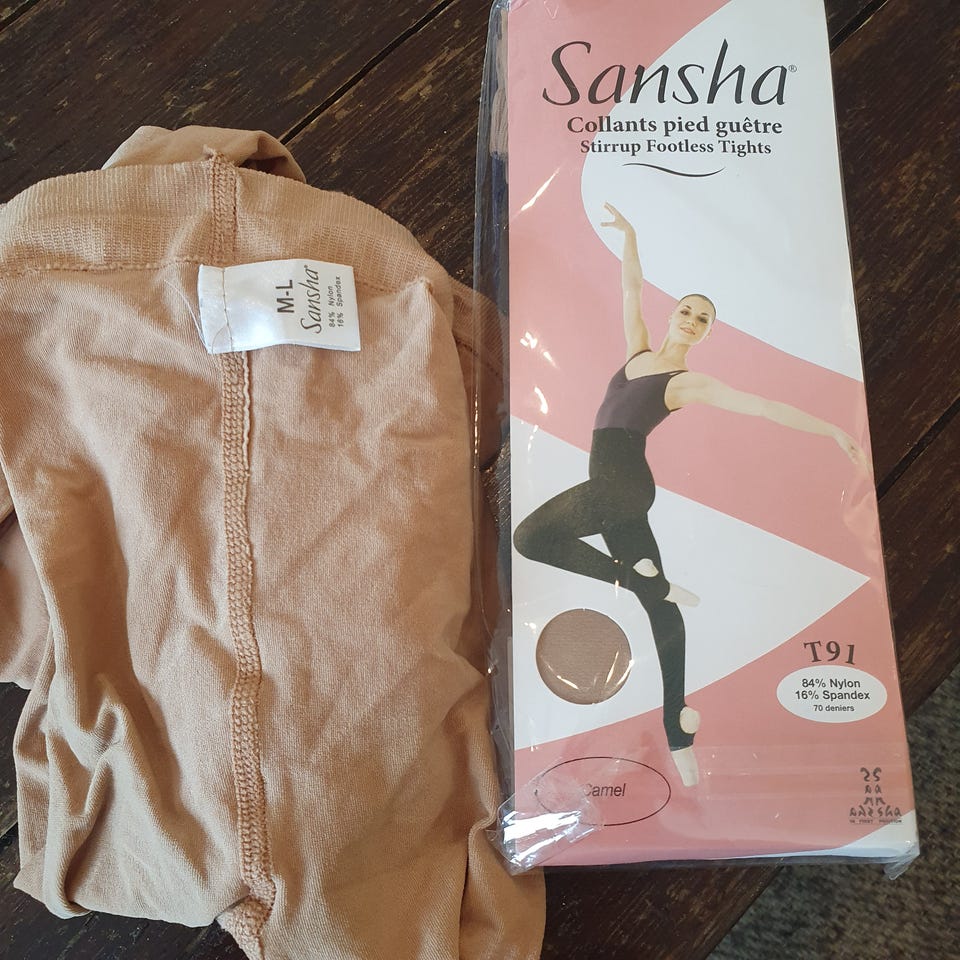 Sansha®
Collants pied guêtre
Stirrup Footless Tights
M-L
Sansha®
84% Nylon
16% Spandex
T91
84% Nylon
16% Spandex
70 deniers
Camel